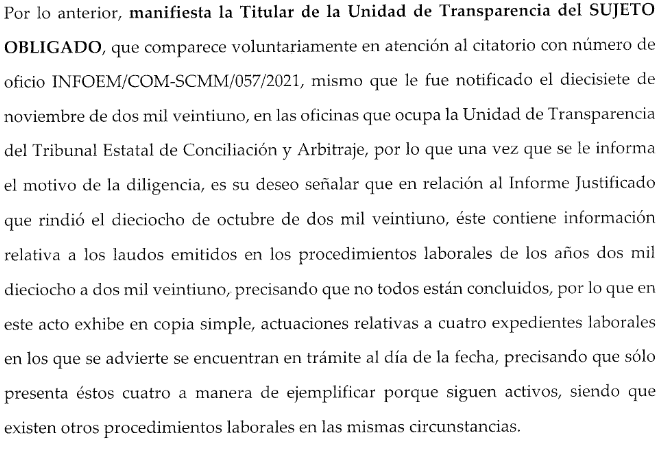 Por lo anterior, manifiesta la Titular de la Unidad de Transparencia del SUJETO
OBLIGADO, que comparece voluntariamente en atención al citatorio con número de
oficio INFOEM/COM-SCMM/057/2021, mismo que le fue notificado el diecisiete de
noviembre de dos mil veintiuno, en las oficinas que ocupa la Unidad de Transparencia
del Tribunal Estatal de Conciliación y Arbitraje, por lo que una vez que se le informa
el motivo de la diligencia, es su deseo señalar que en relación al Informe Justificado
que rindió el dieciocho de octubre de dos mil veintiuno, éste contiene información
relativa a los laudos emitidos en los procedimientos laborales de los años dos mil
dieciocho a dos mil veintiuno, precisando que no todos están concluidos, por lo que en
este acto exhibe en copia simple, actuaciones relativas a cuatro expedientes laborales
en los que se advierte se encuentran en trámite al día de la fecha, precisando que sólo
presenta éstos cuatro a manera de ejemplificar porque siguen activos, siendo que
existen otros procedimientos laborales en las mismas circunstancias.